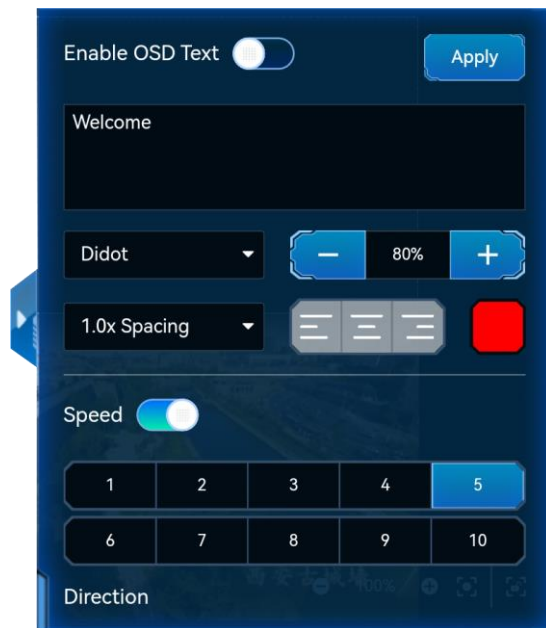 Enable OSD Text
Apply
Welcome
Didot
80%
1.0x Spacing
Speed
1 2 3 4 5
6 7 8 9 10
100%
Direction